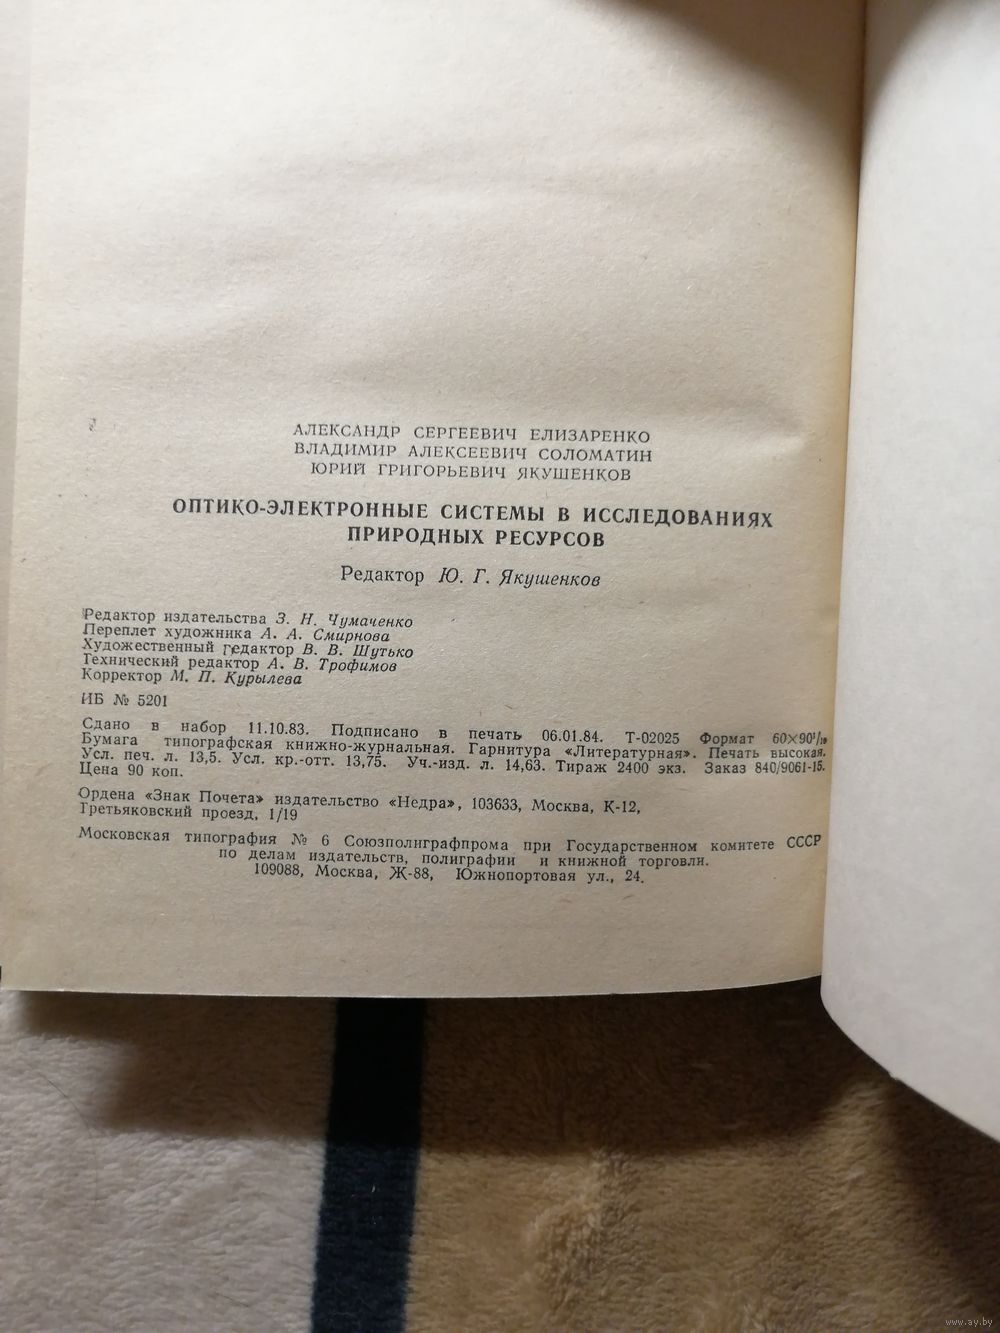 АЛЕКСАНДР СЕРГЕЕВИЧ ЕЛИЗАРЕНКО
ВЛАДИМИР АЛЕКСЕЕВИЧ СОЛОМАТИН
ЮРИЙ ГРИГОРЬЕВИЧ ЯКУШЕНКОВ
ОПТИКО-ЭЛЕКТРОННЫЕ СИСТЕМЫ В ИССЛЕДОВАНИЯХ
ПРИРОДНЫХ РЕСУРСОВ
Редактор Ю. Г. Якушенков
Редактор издательства З. Н. Чумаченко
Переплет художника А. А. Смирнова
Художественный редактор В. В. Шутько
Технический редактор А. В. Трофимов
Корректор М. П. Курылева
ИБ № 5201
Сдано в набор 11.10.83. Подписано в печать 06.01.84. Т-02025 Формат 60×90¹/₁₆
Бумага типографская книжно-журнальная. Гарнитура «Литературная». Печать высокая.
Усл. печ. л. 13,5. Усл. кр.-отт. 13,75. Уч.-изд. л. 14,63. Тираж 2400 экз. Заказ 840/9061-15.
Цена 90 коп.
Ордена «Знак Почета» издательство «Недра», 103633, Москва, К-12,
Третьяковский проезд, 1/19
Московская типография № 6 Союзполиграфпрома при Государственном комитете СССР
по делам издательств, полиграфии и книжной торговли.
109088, Москва, Ж-88, Южнопортовая ул., 24.
www.ay.by